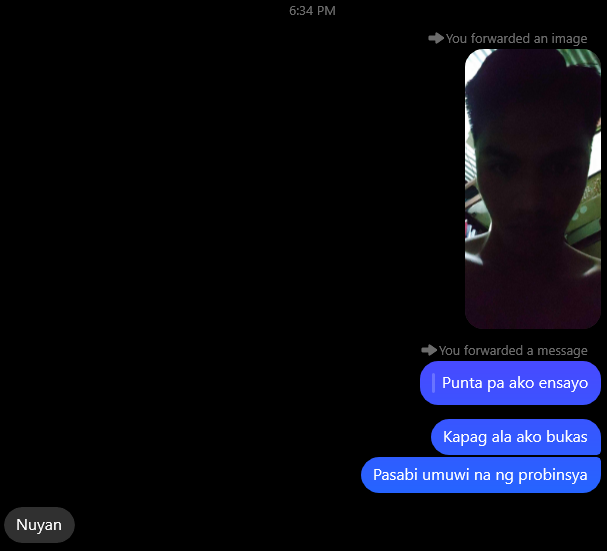 6:34 PM
You forwarded an image
You forwarded a message
Punta pa ako ensayo
Kapag ala ako bukas
Pasabi umuwi na ng probinsya
Nuyan